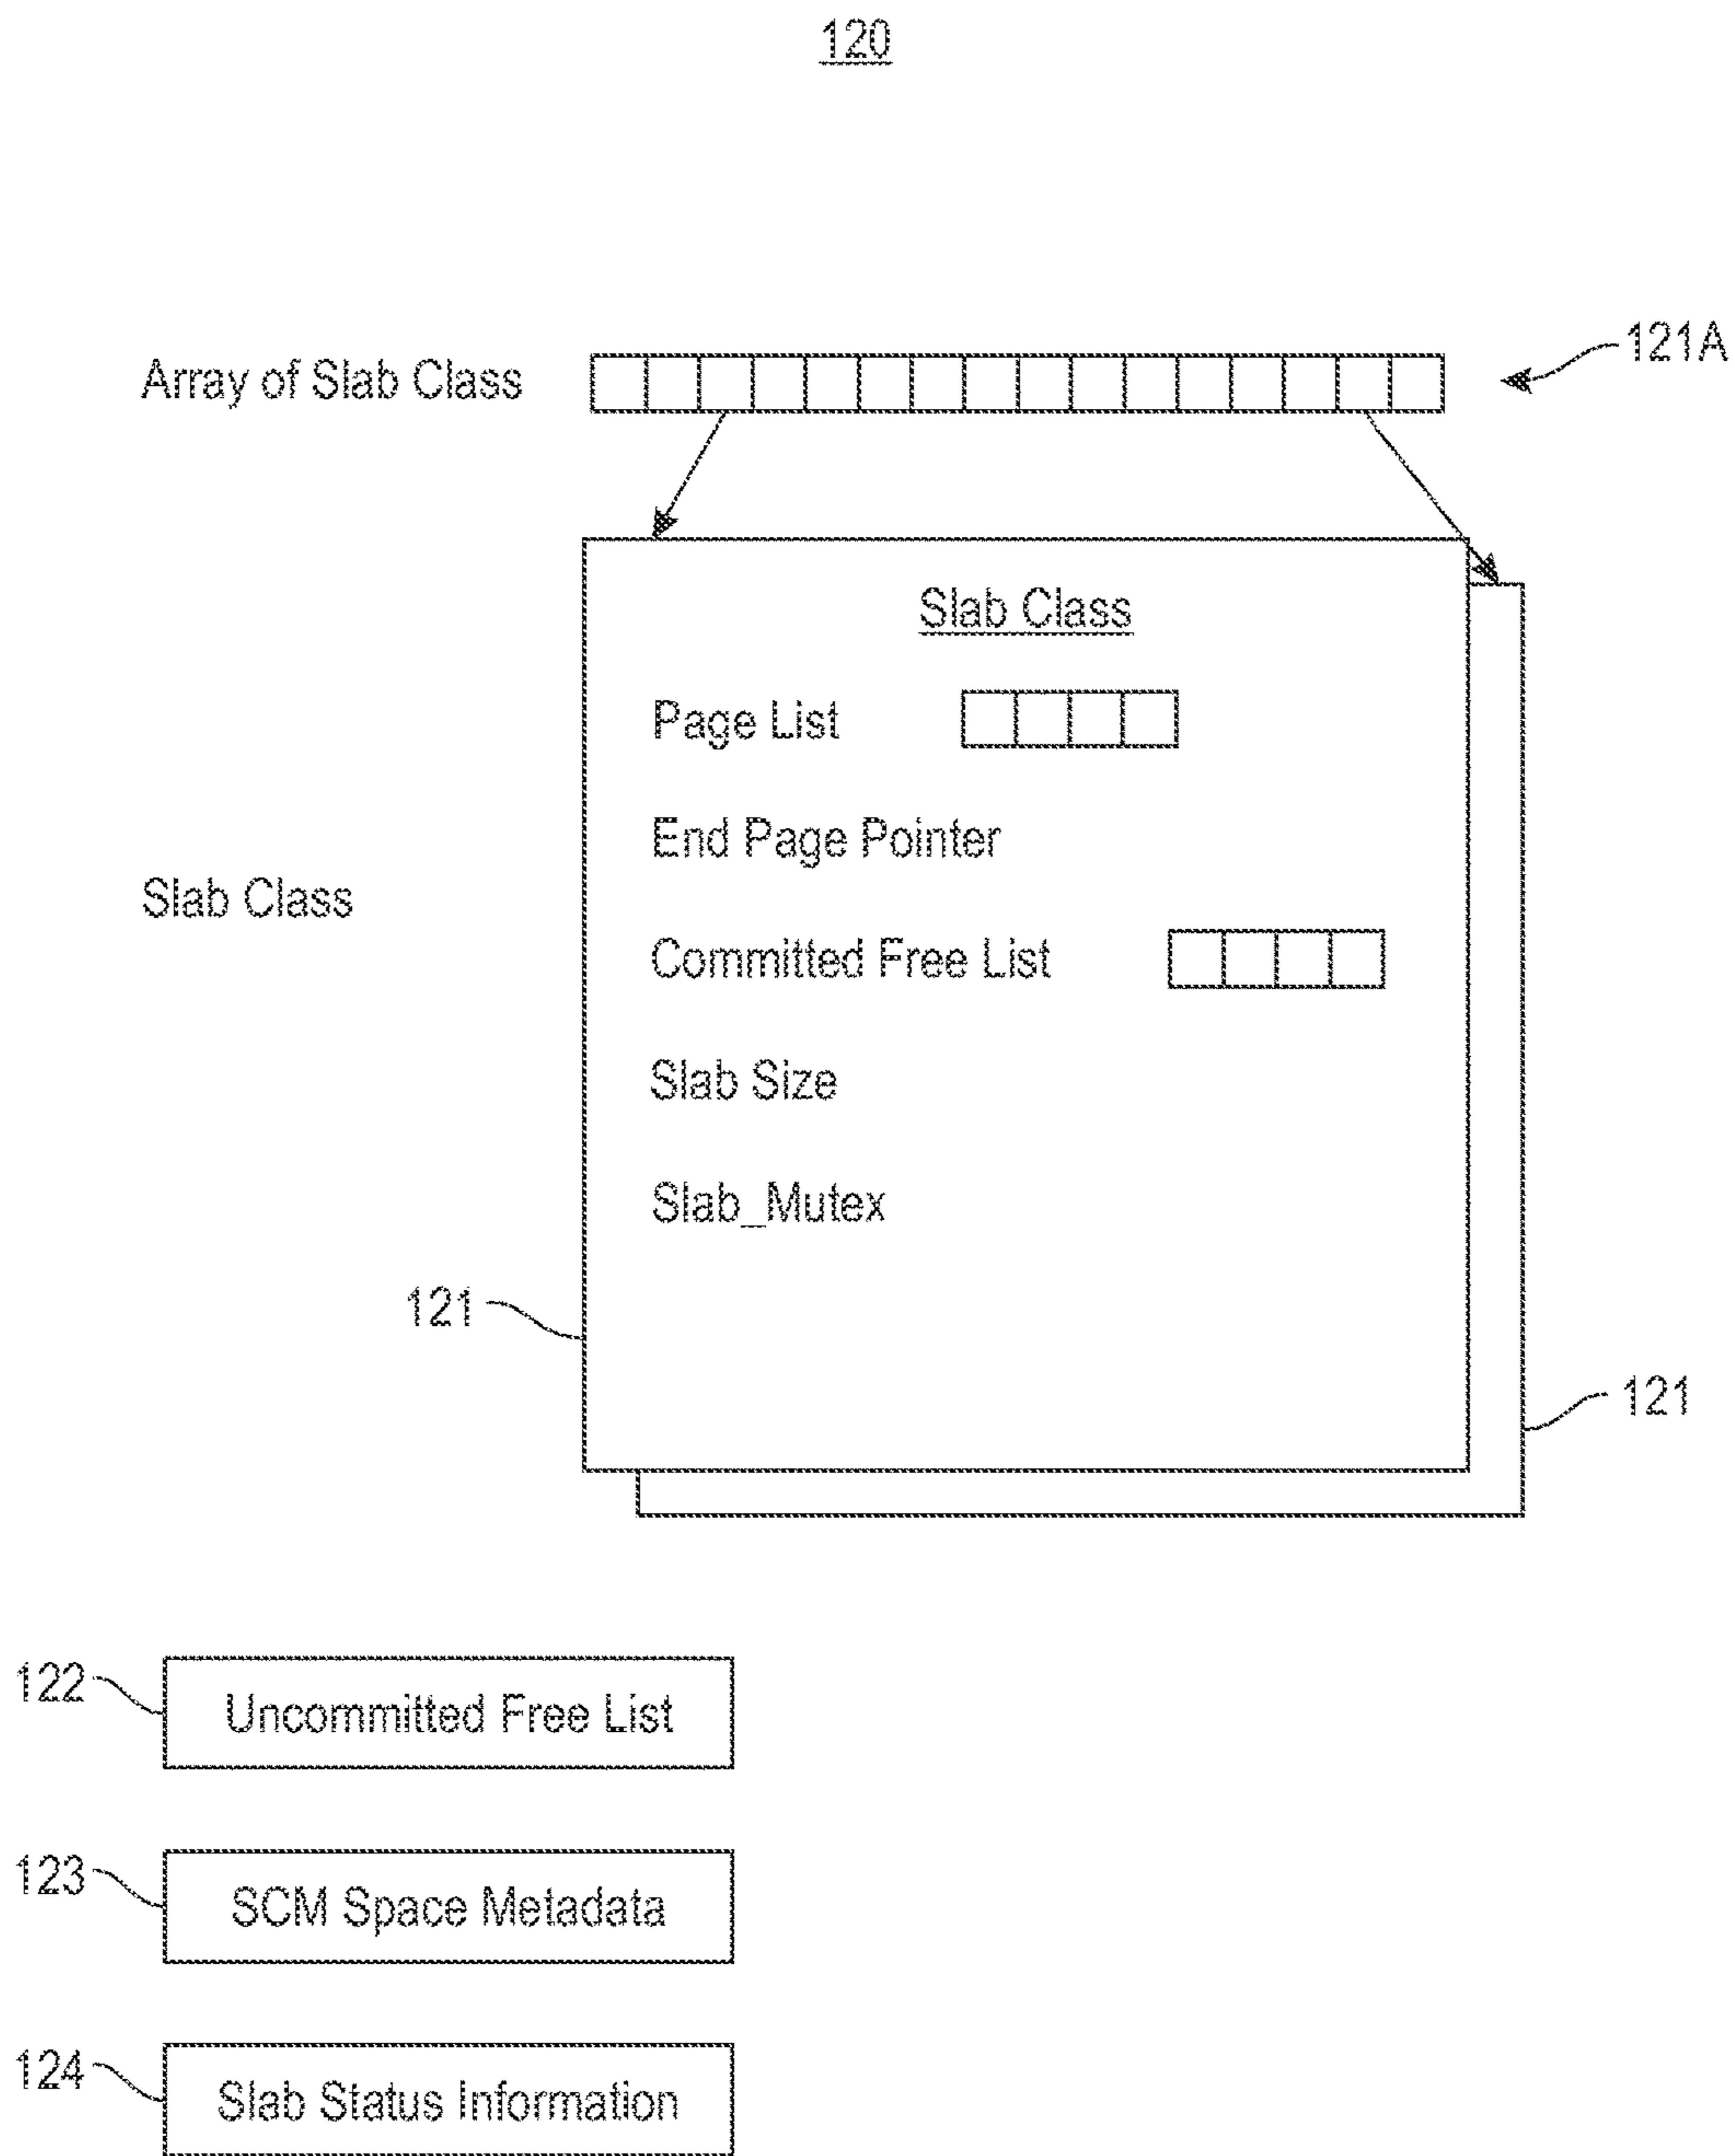 120
Array of Slab Class
121A
Slab Class
Page List
End Page Pointer
Slab Class
Committed Free List
Slab Size
Slab_Mutex
121
121
122
Uncommitted Free List
123
SCM Space Metadata
124
Slab Status Information